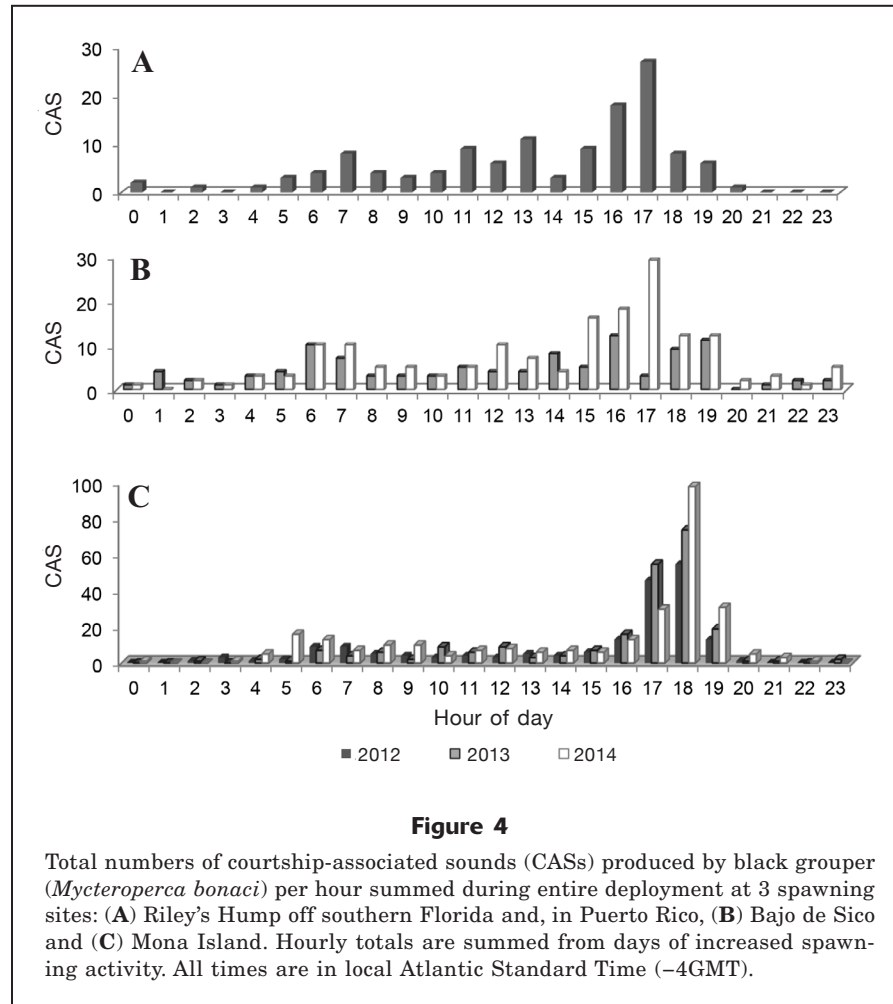 A
CAS
30
20
10
0
0 1 2 3 4 5 6 7 8 9 10 11 12 13 14 15 16 17 18 19 20 21 22 23
B
CAS
30
20
10
0
0 1 2 3 4 5 6 7 8 9 10 11 12 13 14 15 16 17 18 19 20 21 22 23
C
CAS
100
80
60
40
20
0
0 1 2 3 4 5 6 7 8 9 10 11 12 13 14 15 16 17 18 19 20 21 22 23
Hour of day
2012 2013 2014
Figure 4
Total numbers of courtship-associated sounds (CASs) produced by black grouper
(Mycteroperca bonaci) per hour summed during entire deployment at 3 spawning
sites: (A) Riley's Hump off southern Florida and, in Puerto Rico, (B) Bajo de Sico
and (C) Mona Island. Hourly totals are summed from days of increased spawn-
ing activity. All times are in local Atlantic Standard Time (−4GMT).